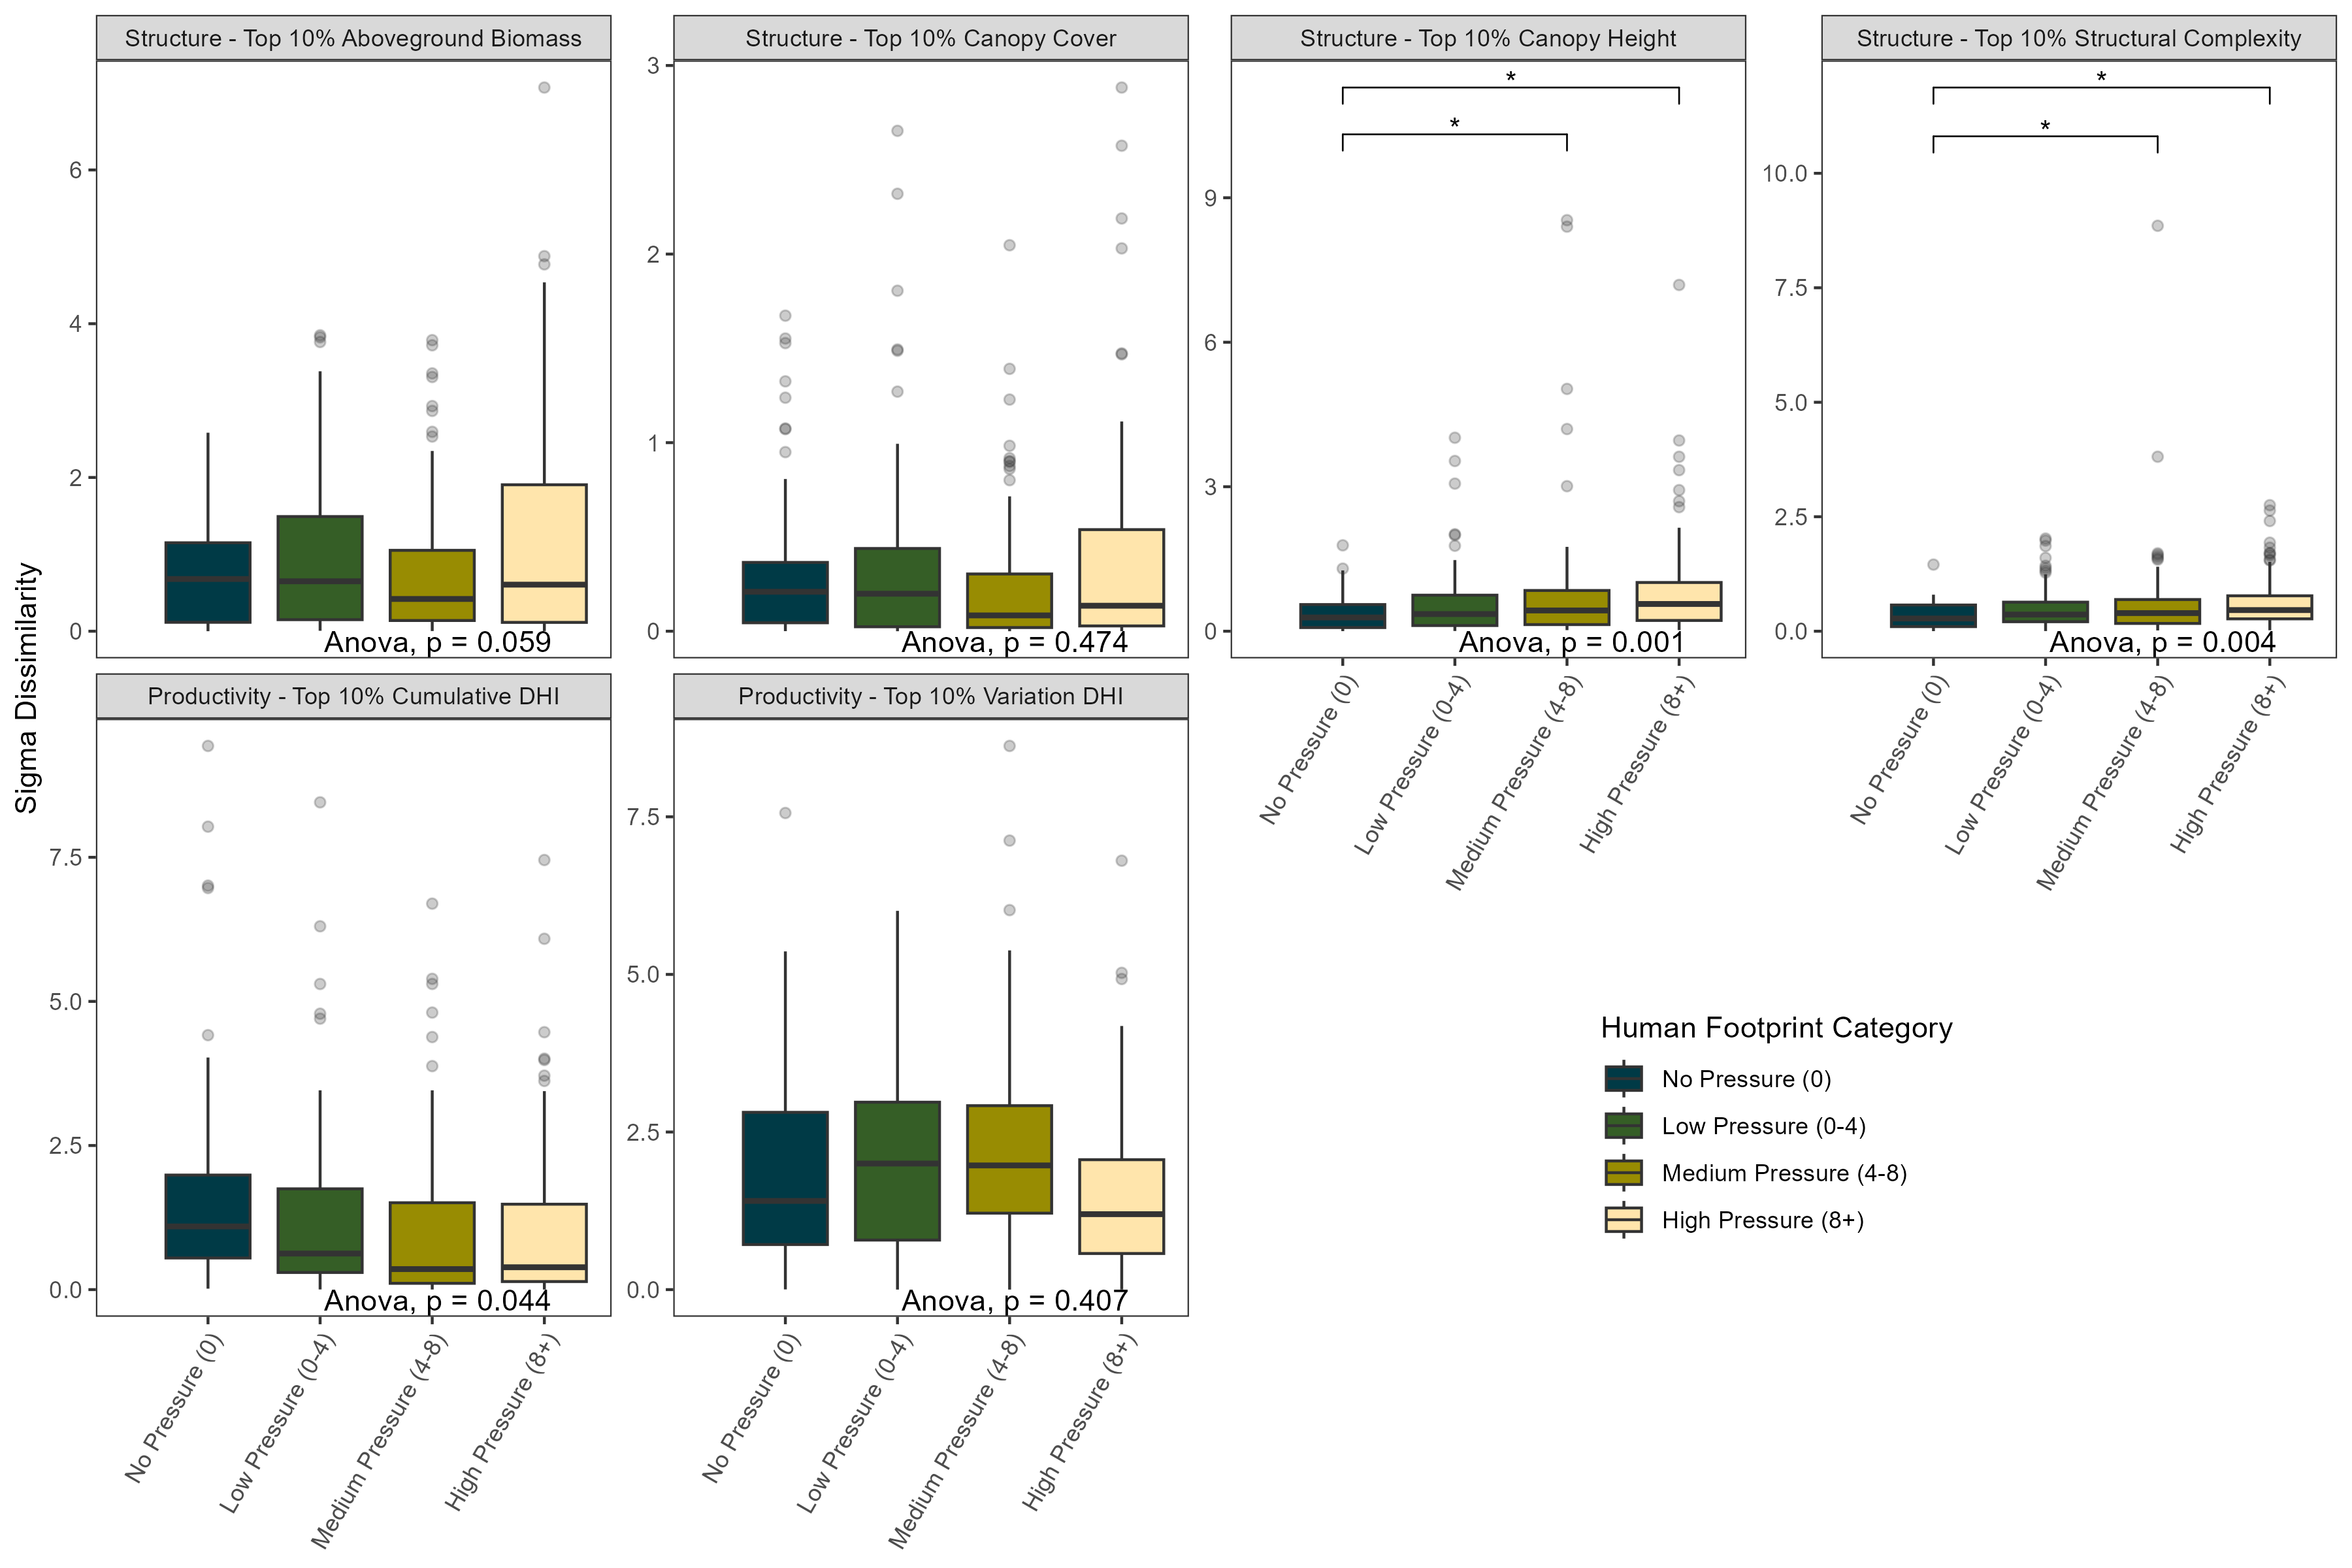 Structure - Top 10% Aboveground Biomass
Structure - Top 10% Canopy Cover
Structure - Top 10% Canopy Height
Structure - Top 10% Structural Complexity
Sigma Dissimilarity
6
4
2
0
Anova, p = 0.059
3
2
1
0
Anova, p = 0.474
9
6
3
0
*
*
Anova, p = 0.001
No Pressure (0)
Low Pressure (0-4)
Medium Pressure (4-8)
High Pressure (8+)
10.0
7.5
5.0
2.5
0.0
*
*
Anova, p = 0.004
No Pressure (0)
Low Pressure (0-4)
Medium Pressure (4-8)
High Pressure (8+)
Productivity - Top 10% Cumulative DHI
Productivity - Top 10% Variation DHI
7.5
5.0
2.5
0.0
Anova, p = 0.044
No Pressure (0)
Low Pressure (0-4)
Medium Pressure (4-8)
High Pressure (8+)
7.5
5.0
2.5
0.0
Anova, p = 0.407
No Pressure (0)
Low Pressure (0-4)
Medium Pressure (4-8)
High Pressure (8+)
Human Footprint Category
No Pressure (0)
Low Pressure (0-4)
Medium Pressure (4-8)
High Pressure (8+)